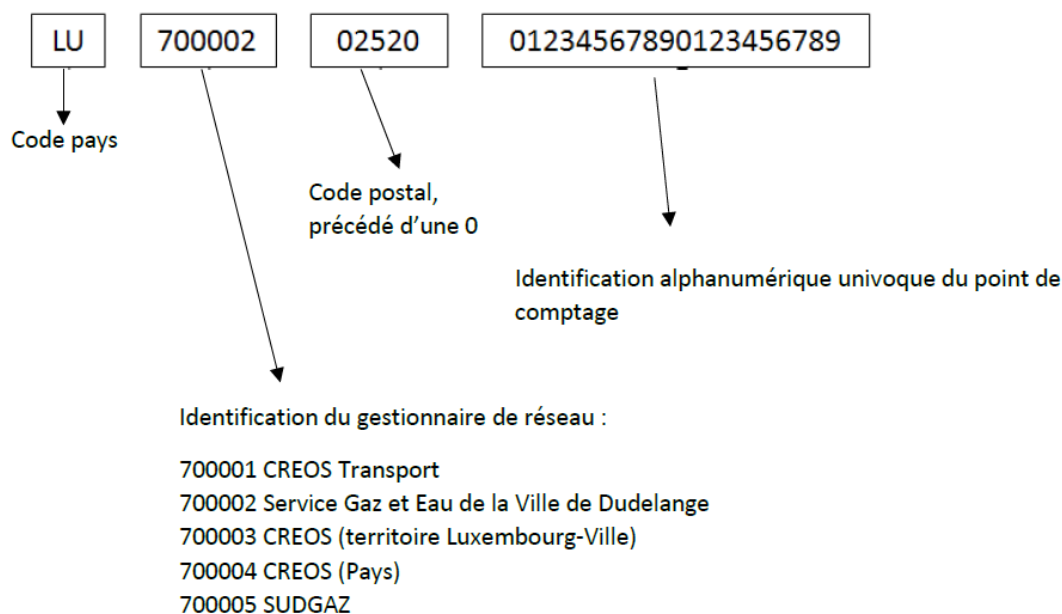 LU 700002 02520 01234567890123456789
Code pays
Code postal,
précédé d'une 0
Identification alphanumérique univoque du point de
comptage
Identification du gestionnaire de réseau :
700001 CREOS Transport
700002 Service Gaz et Eau de la Ville de Dudelange
700003 CREOS (territoire Luxembourg-Ville)
700004 CREOS (Pays)
700005 SUDGAZ